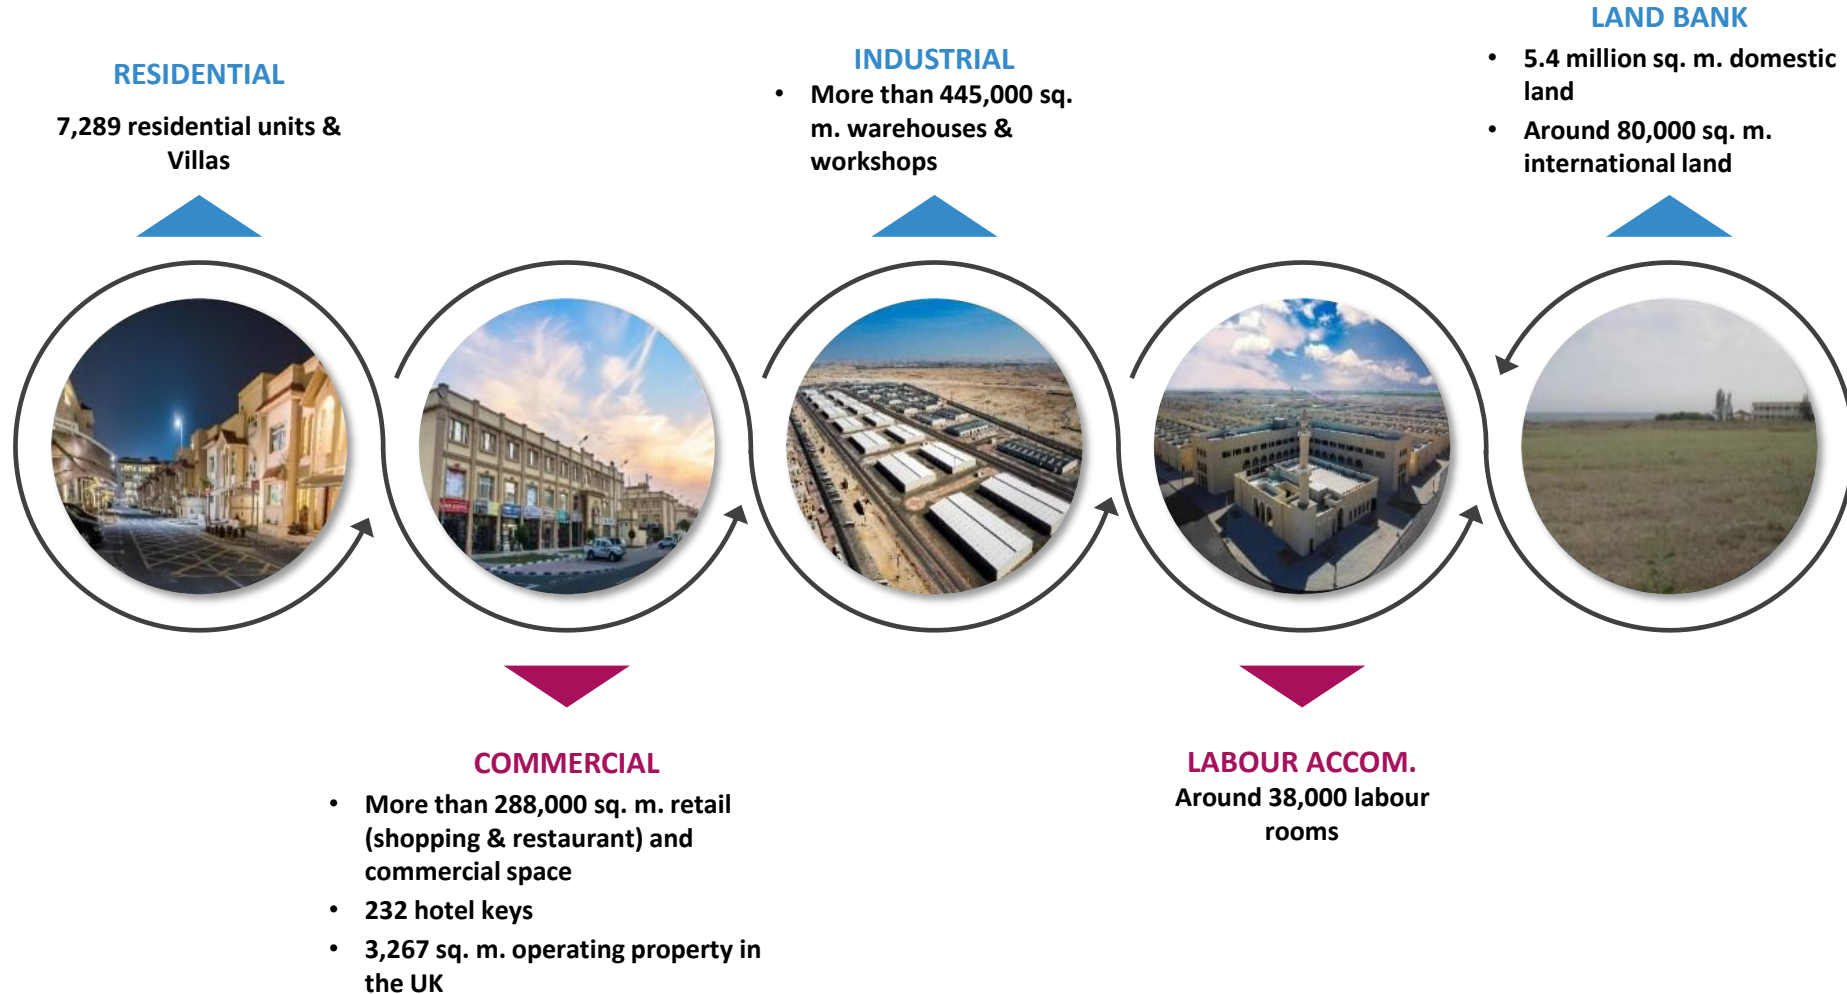 RESIDENTIAL
7,289 residential units &
Villas
COMMERCIAL
• More than 288,000 sq. m. retail
(shopping & restaurant) and
commercial space
• 232 hotel keys
• 3,267 sq. m. operating property in
the UK
INDUSTRIAL
• More than 445,000 sq.
m. warehouses &
workshops
LABOUR ACCOM.
Around 38,000 labour
rooms
LAND BANK
• 5.4 million sq. m. domestic
land
• Around 80,000 sq. m.
international land